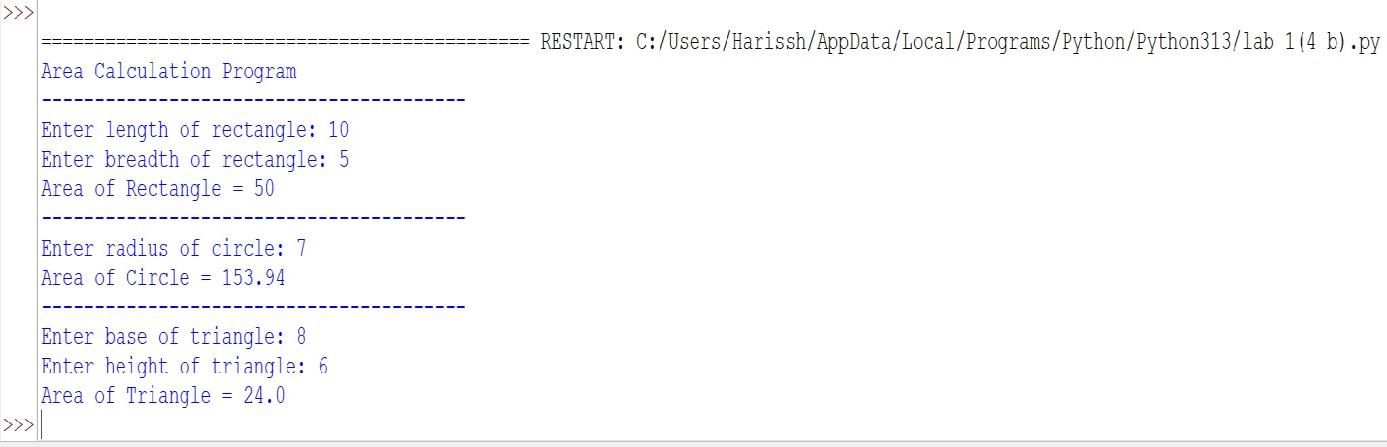 >>>
============================================== RESTART: C:/Users/Harissh/AppData/Local/Programs/Python/Python313/lab 1(4 b).py
Area Calculation Program
----------------------------------------
Enter length of rectangle: 10
Enter breadth of rectangle: 5
Area of Rectangle = 50
----------------------------------------
Enter radius of circle: 7
Area of Circle = 153.94
----------------------------------------
Enter base of triangle: 8
Enter height of triangle: 6
Area of Triangle = 24.0
>>>